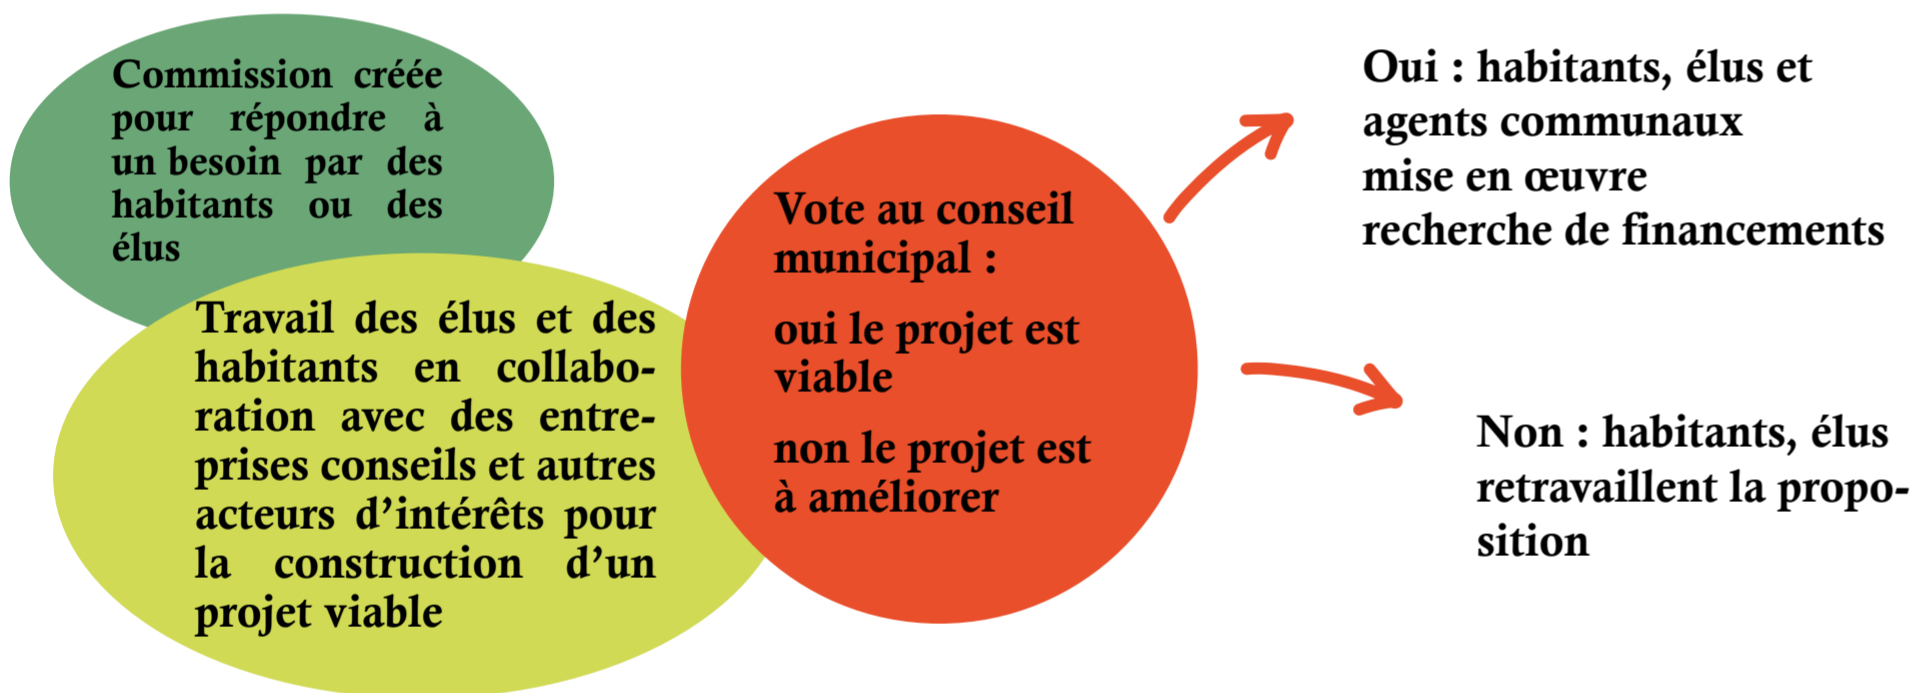 Commission créée
pour répondre à
un besoin par des
habitants ou des
élus
Travail des élus et des
habitants en collabo-
ration avec des entre-
prises conseils et autres
acteurs d’intérêts pour
la construction d’un
projet viable
Vote au conseil
municipal :
oui le projet est
viable
non le projet est
à améliorer
Oui : habitants, élus et
agents communaux
mise en œuvre
recherche de financements
Non : habitants, élus
retravaillent la propo-
sition